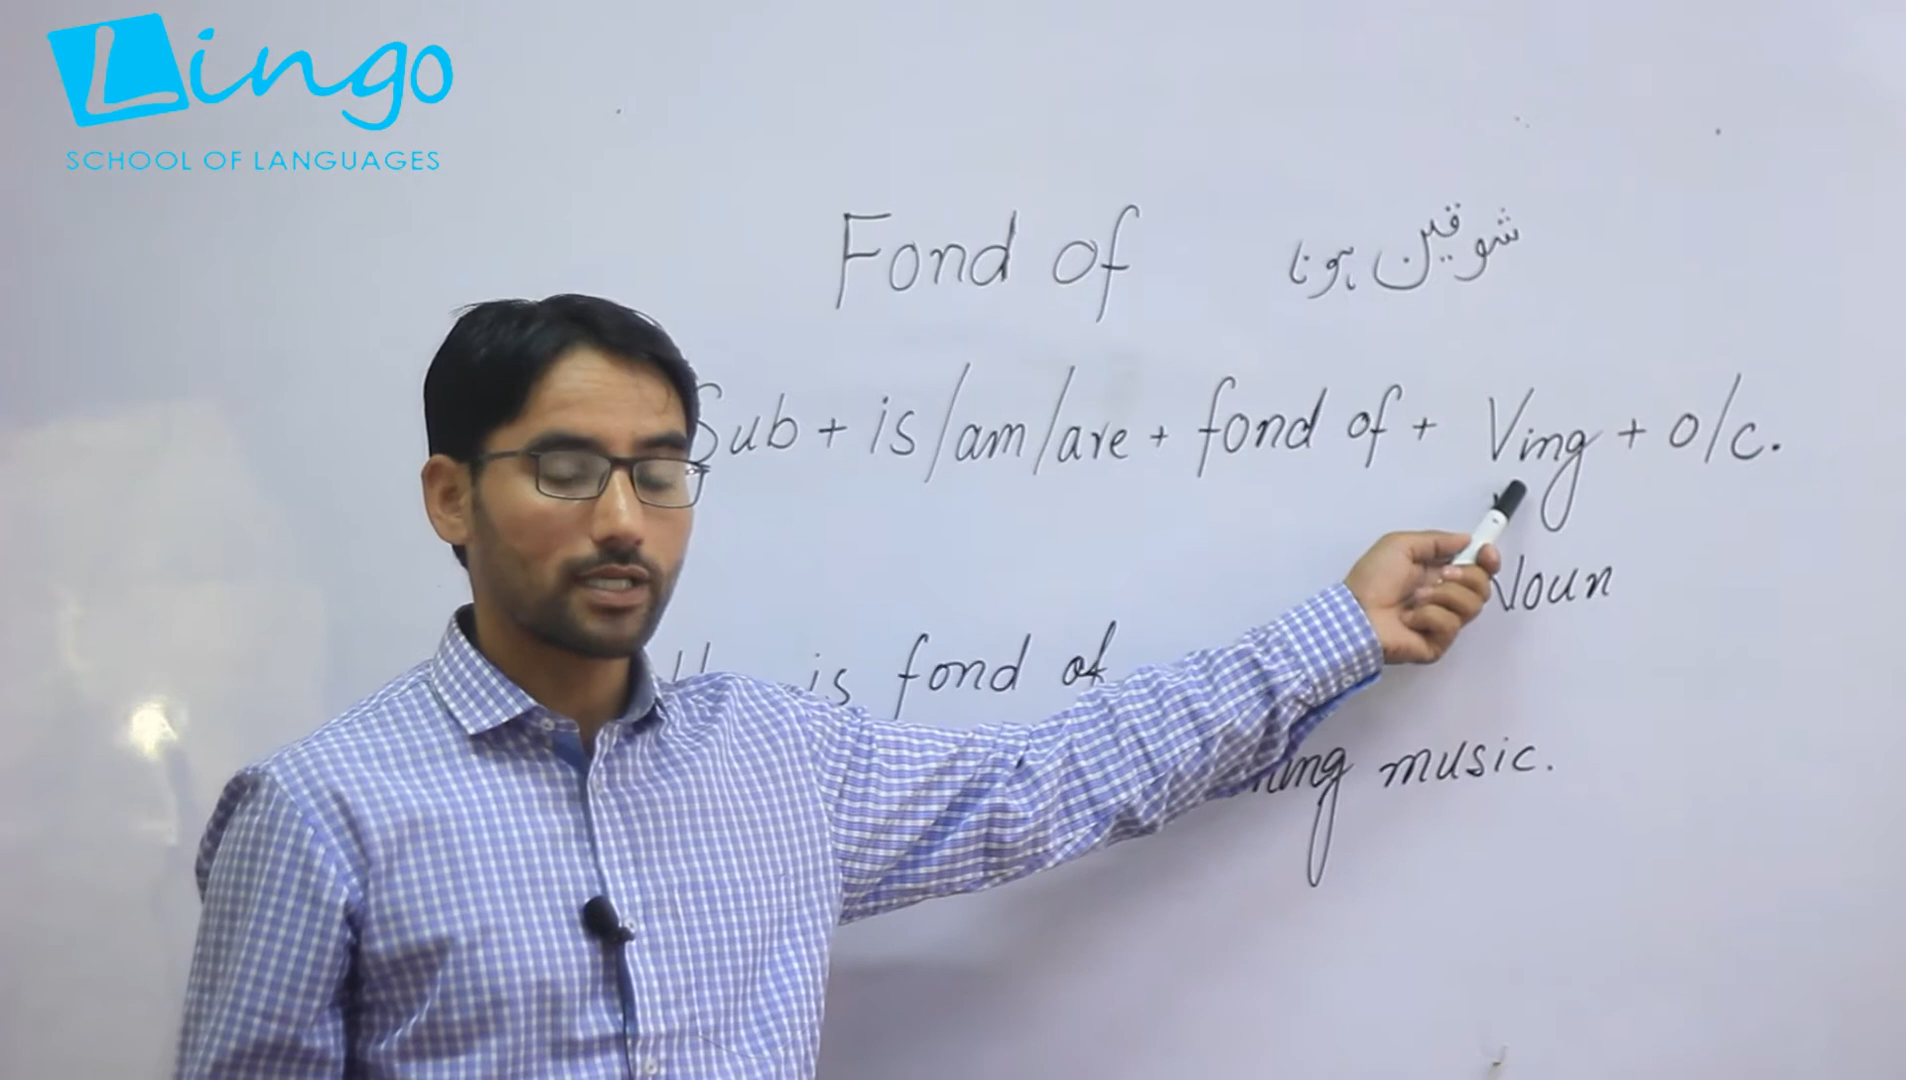 Lingo
SCHOOL OF LANGUAGES
Fond of شوقین ہونا
Sub + is/am/are + fond of + Ving + o/c.
Noun
is fond of
music.